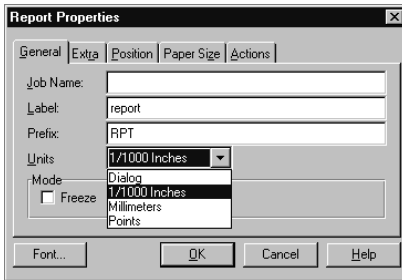 Report Properties
General Extra Position Paper Size Actions
Job Name:
Label: report
Prefix: RPT
Units 1/1000 Inches
Dialog
1/1000 Inches
Millimeters
Points
Mode
Freeze
Font... OK Cancel Help